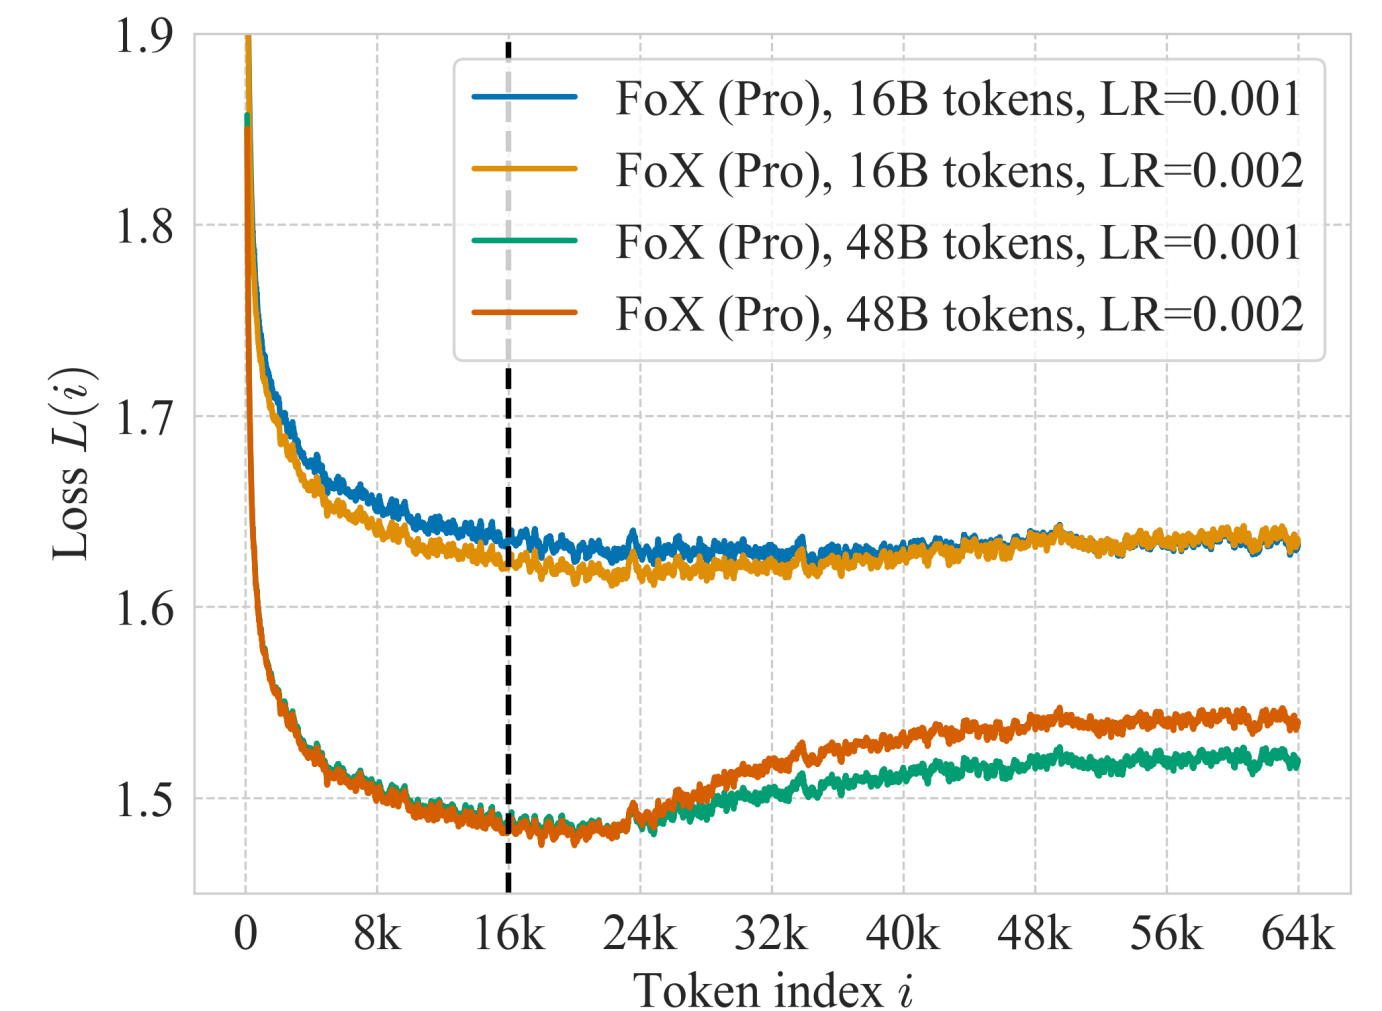 1.9
1.8
1.7
1.6
1.5
Loss L(i)
FoX (Pro), 16B tokens, LR=0.001
FoX (Pro), 16B tokens, LR=0.002
FoX (Pro), 48B tokens, LR=0.001
FoX (Pro), 48B tokens, LR=0.002
0 8k 16k 24k 32k 40k 48k 56k 64k
Token index i